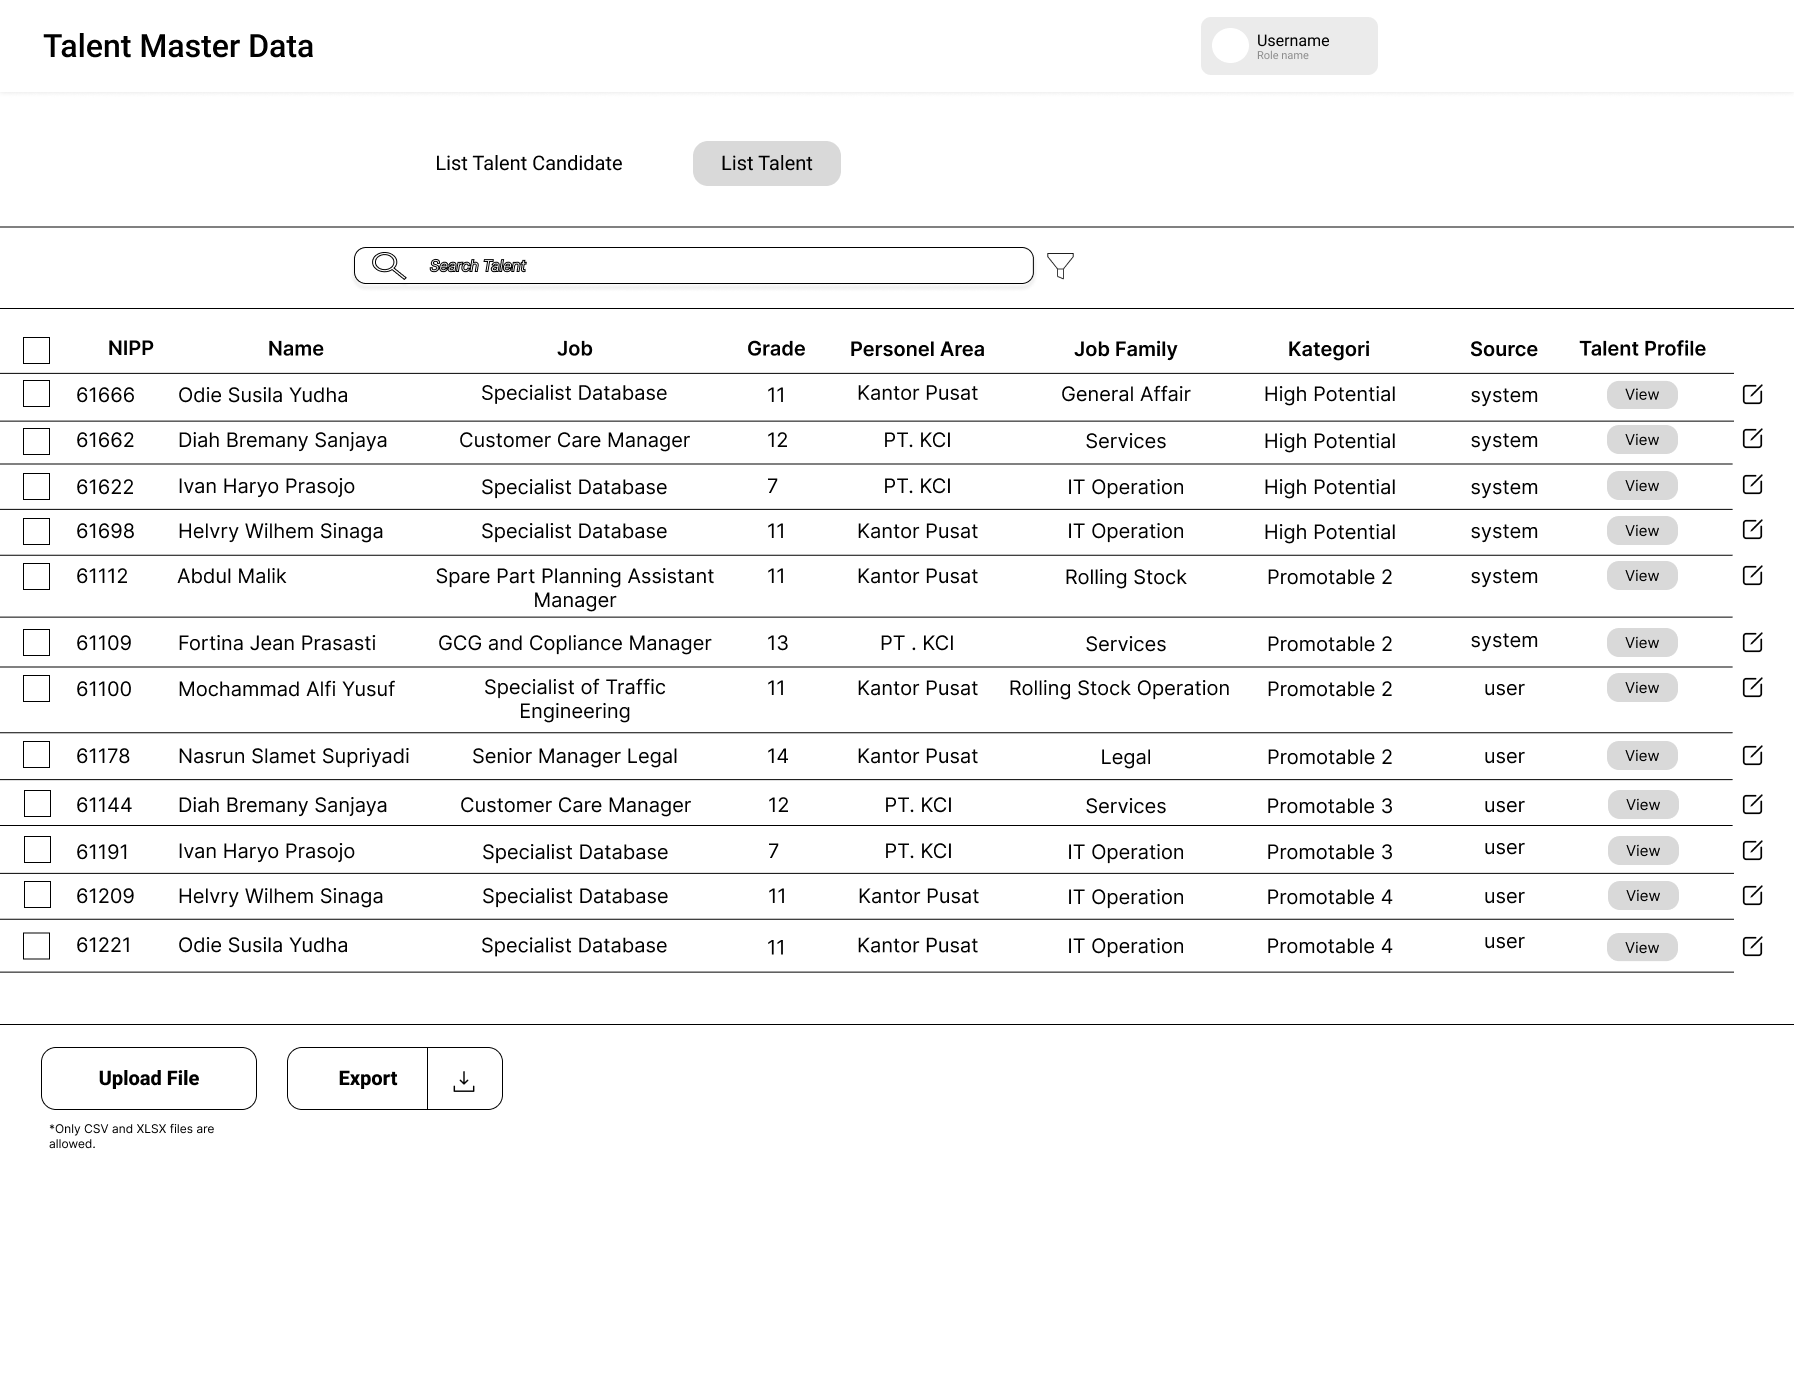 Talent Master Data
Username
Role name
List Talent Candidate
List Talent
Search Talent
NIPP Name Job Grade Personel Area Job Family Kategori Source Talent Profile
61666 Odie Susila Yudha Specialist Database 11 Kantor Pusat General Affair High Potential system View
61662 Diah Bremany Sanjaya Customer Care Manager 12 PT. KCI Services High Potential system View
61622 Ivan Haryo Prasojo Specialist Database 7 PT. KCI IT Operation High Potential system View
61698 Helvry Wilhem Sinaga Specialist Database 11 Kantor Pusat IT Operation High Potential system View
61112 Abdul Malik Spare Part Planning Assistant 11 Kantor Pusat Rolling Stock Promotable 2 system View
Manager
61109 Fortina Jean Prasasti GCG and Copliance Manager 13 PT . KCI Services Promotable 2 system View
61100 Mochammad Alfi Yusuf Specialist of Traffic 11 Kantor Pusat Rolling Stock Operation Promotable 2 user View
Engineering
61178 Nasrun Slamet Supriyadi Senior Manager Legal 14 Kantor Pusat Legal Promotable 2 user View
61144 Diah Bremany Sanjaya Customer Care Manager 12 PT. KCI Services Promotable 3 user View
61191 Ivan Haryo Prasojo Specialist Database 7 PT. KCI IT Operation Promotable 3 user View
61209 Helvry Wilhem Sinaga Specialist Database 11 Kantor Pusat IT Operation Promotable 4 user View
61221 Odie Susila Yudha Specialist Database 11 Kantor Pusat IT Operation Promotable 4 user View
Upload File
Export
*Only CSV and XLSX files are
allowed.